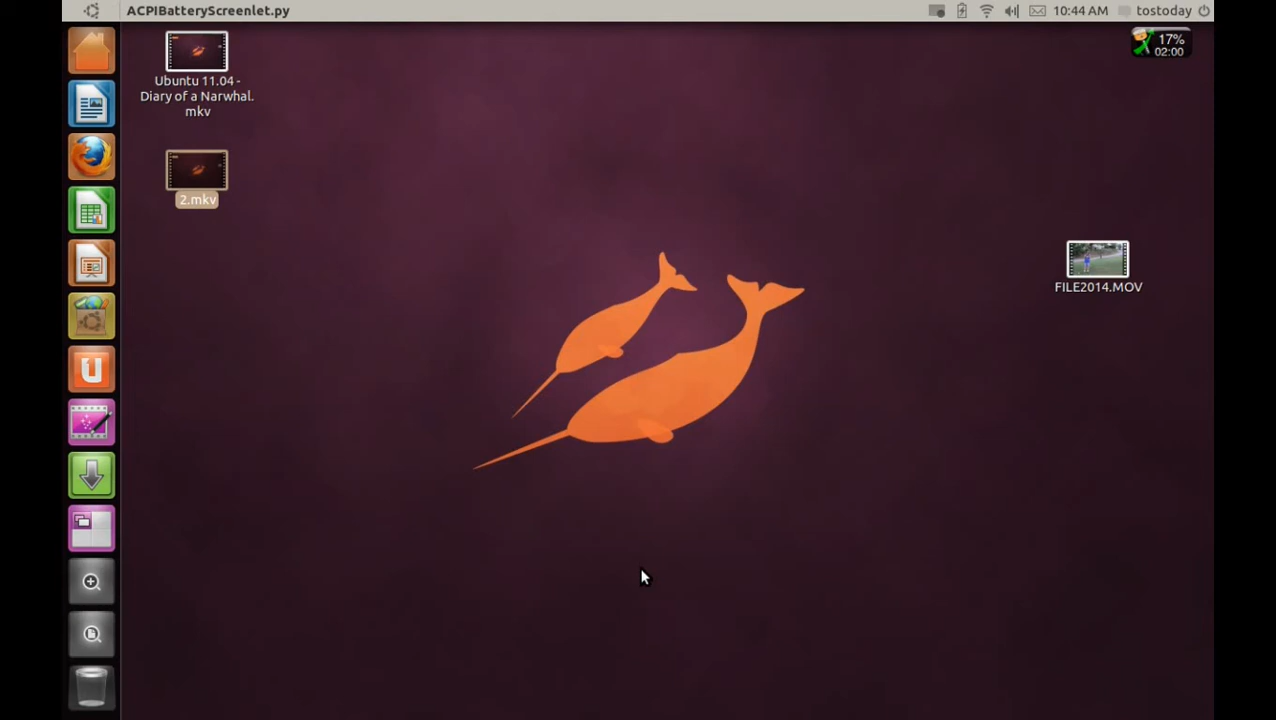 ACPIBatteryScreenlet.py
10:44 AM
tostoday
Ubuntu 11.04 -
Diary of a Narwhal.
mkv
17%
02:00
2.mkv
FILE2014.MOV